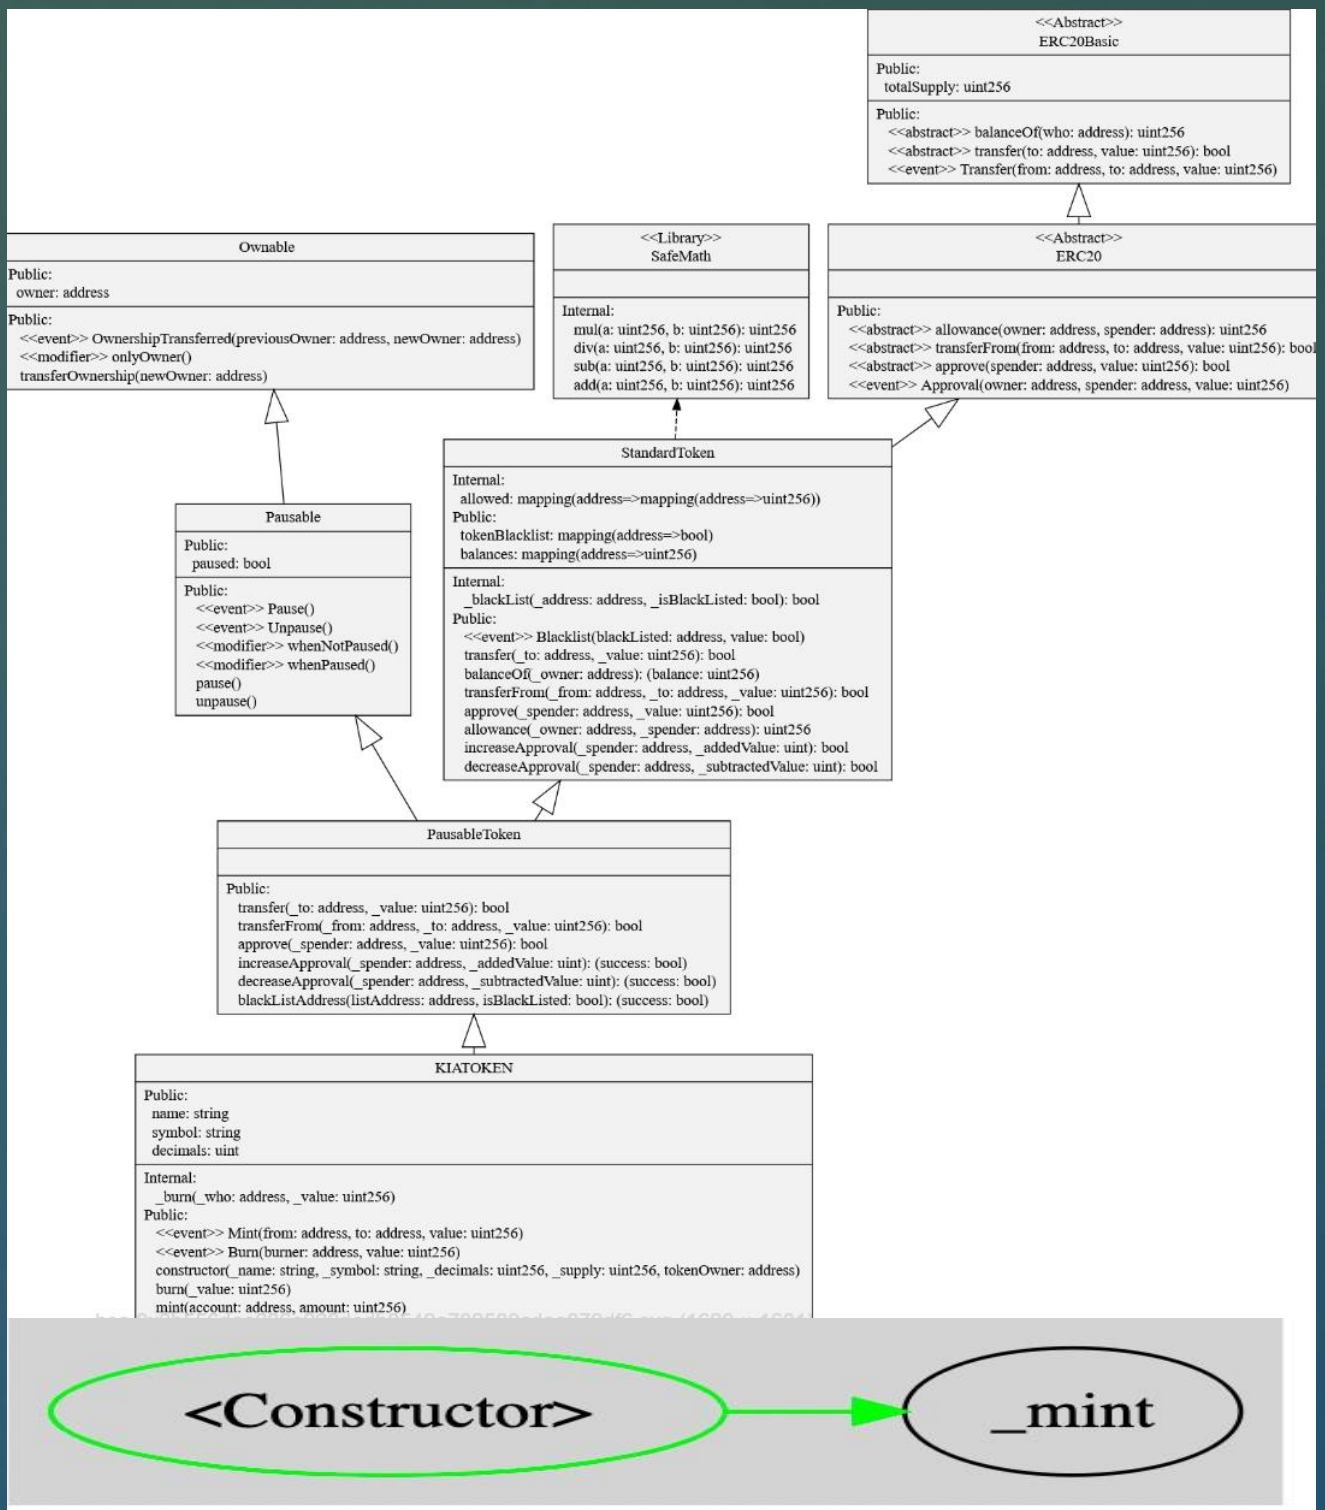 <<Abstract>>
ERC20Basic
Public:
totalSupply: uint256
Public:
<<abstract>> balanceOf(who: address): uint256
<<abstract>> transfer(to: address, value: uint256): bool
<<event>> Transfer(from: address, to: address, value: uint256)
Ownable
Public:
owner: address
Public:
<<event>> OwnershipTransferred(previousOwner: address, newOwner: address)
<<modifier>> onlyOwner()
transferOwnership(newOwner: address)
<<Library>>
SafeMath
Internal:
mul(a: uint256, b: uint256): uint256
div(a: uint256, b: uint256): uint256
sub(a: uint256, b: uint256): uint256
add(a: uint256, b: uint256): uint256
<<Abstract>>
ERC20
Public:
<<abstract>> allowance(owner: address, spender: address): uint256
<<abstract>> transferFrom(from: address, to: address, value: uint256): bool
<<abstract>> approve(spender: address, value: uint256): bool
<<event>> Approval(owner: address, spender: address, value: uint256)
Pausable
Public:
paused: bool
Public:
<<event>> Pause()
<<event>> Unpause()
<<modifier>> whenNotPaused()
<<modifier>> whenPaused()
pause()
unpause()
StandardToken
Internal:
allowed: mapping(address=>mapping(address=>uint256))
Public:
tokenBlacklist: mapping(address=>bool)
balances: mapping(address=>uint256)
Internal:
_blackList(_address: address, _isBlackListed: bool): bool
Public:
<<event>> Blacklist(blackListed: address, value: bool)
transfer(_to: address, _value: uint256): bool
balanceOf(_owner: address): (balance: uint256)
transferFrom(_from: address, _to: address, _value: uint256): bool
approve(_spender: address, _value: uint256): bool
allowance(_owner: address, _spender: address): uint256
increaseApproval(_spender: address, _addedValue: uint): bool
decreaseApproval(_spender: address, _subtractedValue: uint): bool
PausableToken
Public:
transfer(_to: address, _value: uint256): bool
transferFrom(_from: address, _to: address, _value: uint256): bool
approve(_spender: address, _value: uint256): bool
increaseApproval(_spender: address, _addedValue: uint): (success: bool)
decreaseApproval(_spender: address, _subtractedValue: uint): (success: bool)
blackListAddress(listAddress: address, isBlackListed: bool): (success: bool)
KIATOKEN
Public:
name: string
symbol: string
decimals: uint
Internal:
_burn(_who: address, _value: uint256)
Public:
<<event>> Mint(from: address, to: address, value: uint256)
<<event>> Burn(burner: address, value: uint256)
constructor(_name: string, _symbol: string, _decimals: uint256, _supply: uint256, tokenOwner: address)
burn(_value: uint256)
mint(account: address, amount: uint256)
<Constructor>
_mint